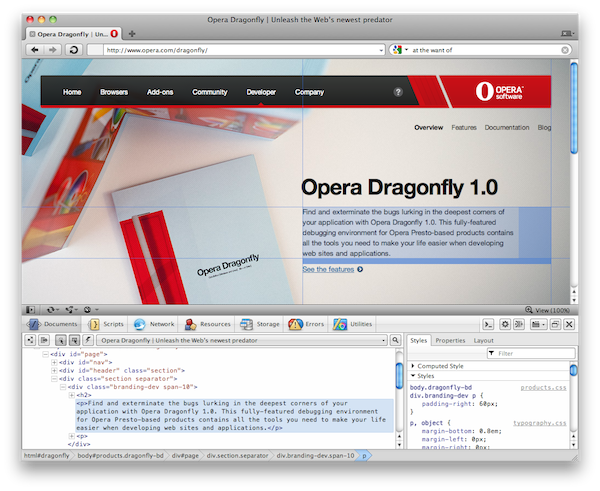 Opera Dragonfly | Unleash the Web's newest predator
Opera Dragonfly | Un...
http://www.opera.com/dragonfly/
at the want of
Home Browsers Add-ons Community Developer Company ?
OPERA software
Overview Features Documentation Blog
Opera Dragonfly 1.0
Find and exterminate the bugs lurking in the deepest corners of
your application with Opera Dragonfly 1.0. This fully-featured
debugging environment for Opera Presto-based products contains
all the tools you need to make your life easier when developing
web sites and applications.
See the features
Opera Dragonfly
View (100%)
Documents Scripts Network Resources Storage Errors Utilities
Opera Dragonfly | Unleash the Web's newest predator
Styles Properties Layout
Filter
<div id="page">
<div id="nav">
<div id="header" class="section">
<div class="section separator">
<div class="branding-dev span-10">
<h2>
<p>Find and exterminate the bugs lurking in the deepest corners of your
application with Opera Dragonfly 1.0. This fully-featured debugging environment
for Opera Presto-based products contains all the tools you need to make your life
easier when developing web sites and applications.</p>
<p>
</div>
Computed Style
Styles
body.dragonfly-bd products.css
div.branding-dev p {
padding-right: 60px;
}
p, object { typography.css
margin-bottom: 0.8em;
margin-left: 0px;
margin-right: 0px;
html#dragonfly body#products.dragonfly-bd div#page div.section.separator div.branding-dev.span-10 p